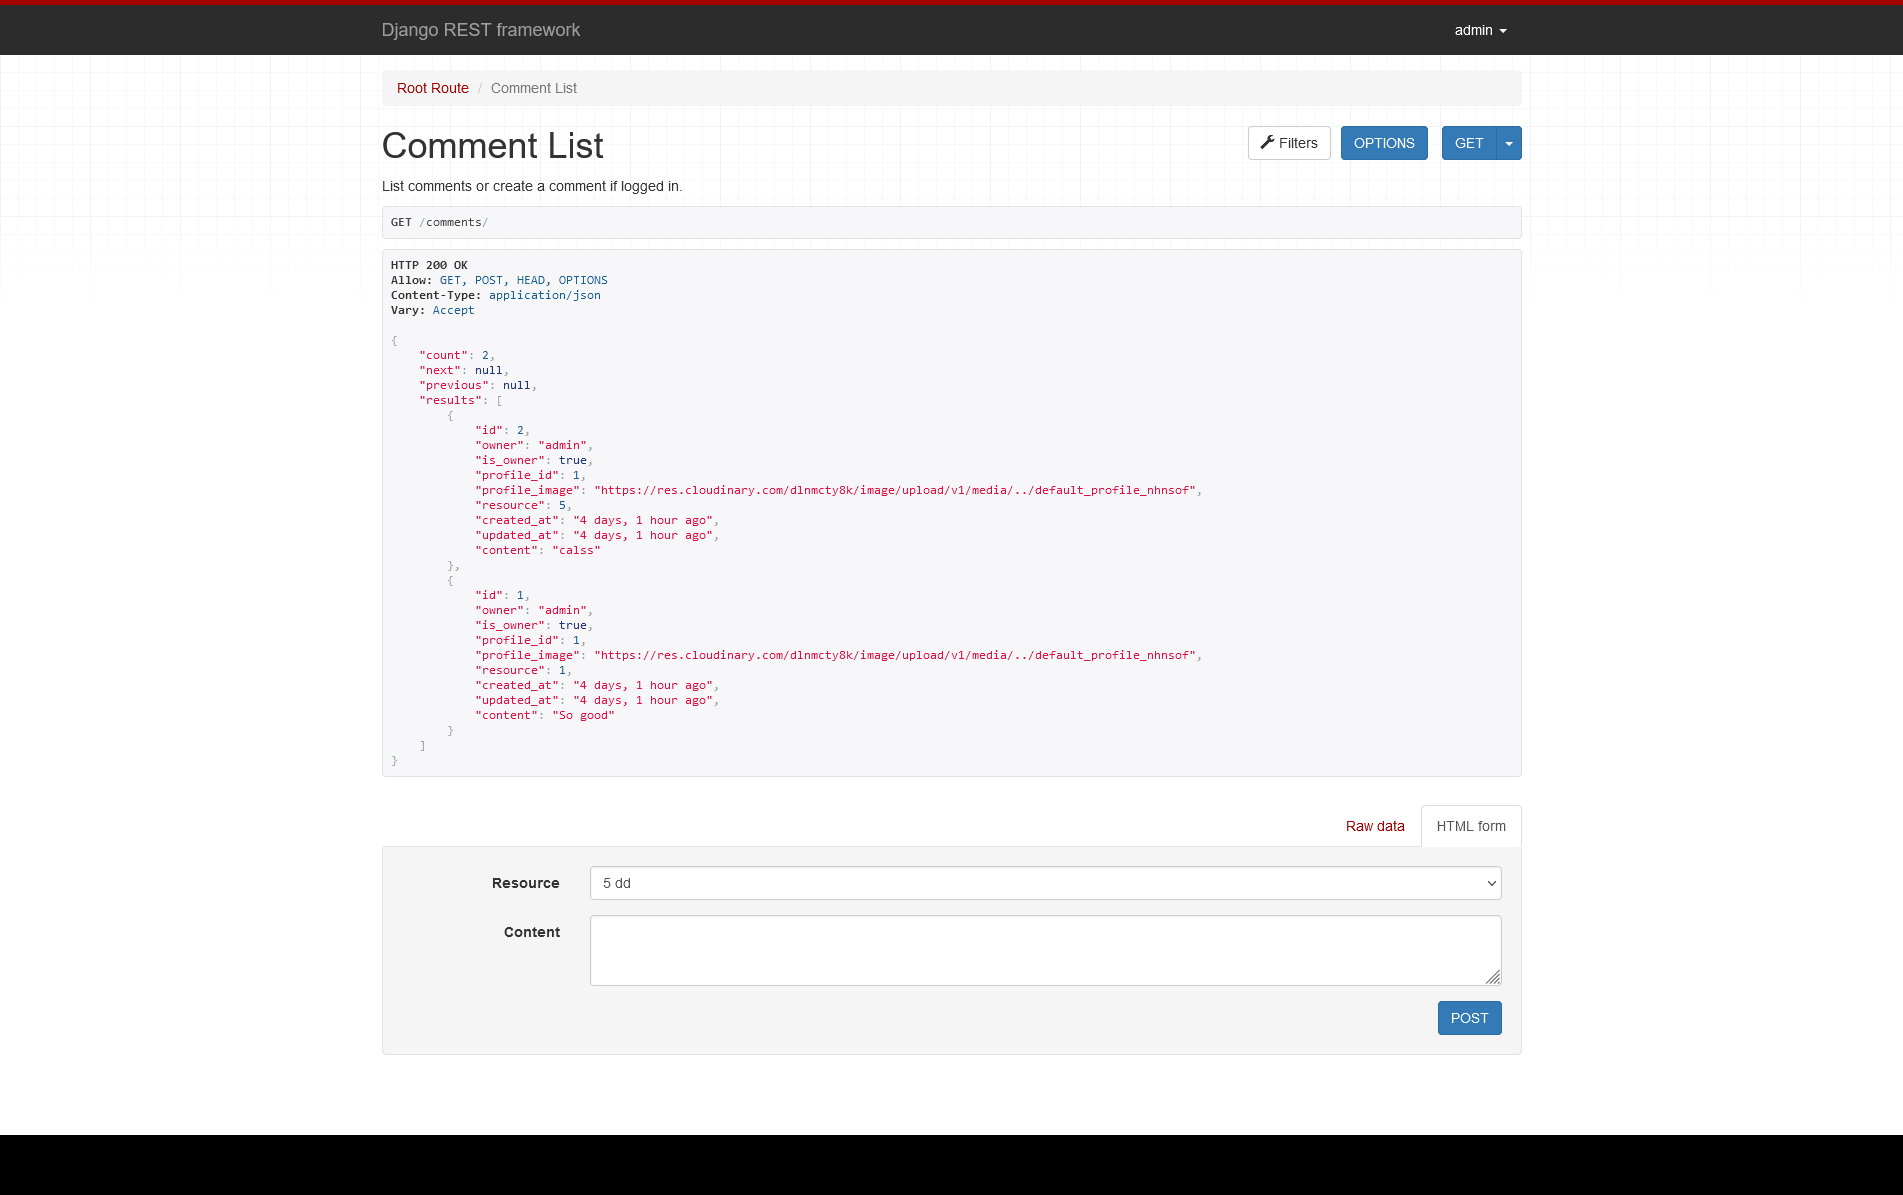 Django REST framework
admin
Root Route / Comment List
Comment List
Filters
OPTIONS
GET
List comments or create a comment if logged in.
GET /comments/
HTTP 200 OK
Allow: GET, POST, HEAD, OPTIONS
Content-Type: application/json
Vary: Accept
{
    "count": 2,
    "next": null,
    "previous": null,
    "results": [
        {
            "id": 2,
            "owner": "admin",
            "is_owner": true,
            "profile_id": 1,
            "profile_image": "https://res.cloudinary.com/dlnmcty8k/image/upload/v1/media/../default_profile_nhnsof",
            "resource": 5,
            "created_at": "4 days, 1 hour ago",
            "updated_at": "4 days, 1 hour ago",
            "content": "calss"
        },
        {
            "id": 1,
            "owner": "admin",
            "is_owner": true,
            "profile_id": 1,
            "profile_image": "https://res.cloudinary.com/dlnmcty8k/image/upload/v1/media/../default_profile_nhnsof",
            "resource": 1,
            "created_at": "4 days, 1 hour ago",
            "updated_at": "4 days, 1 hour ago",
            "content": "So good"
        }
    ]
}
Raw data
HTML form
Resource
5 dd
Content
POST